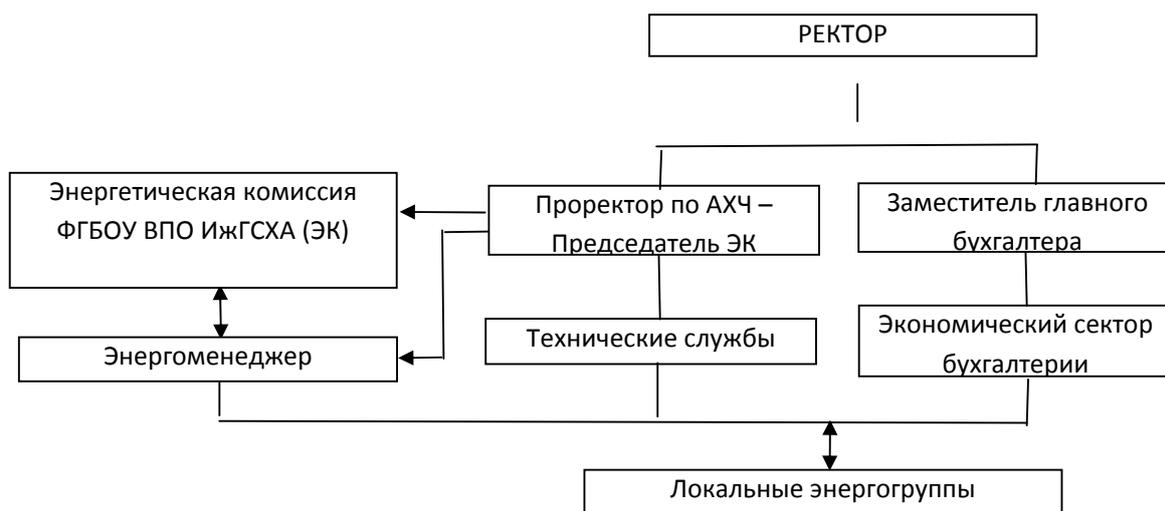 РЕКТОР
Энергетическая комиссия
ФГБОУ ВПО ИжГСХА (ЭК)
Проректор по АХЧ –
Председатель ЭК
Заместитель главного
бухгалтера
Энергоменеджер
Технические службы
Экономический сектор
бухгалтерии
Локальные энергогруппы